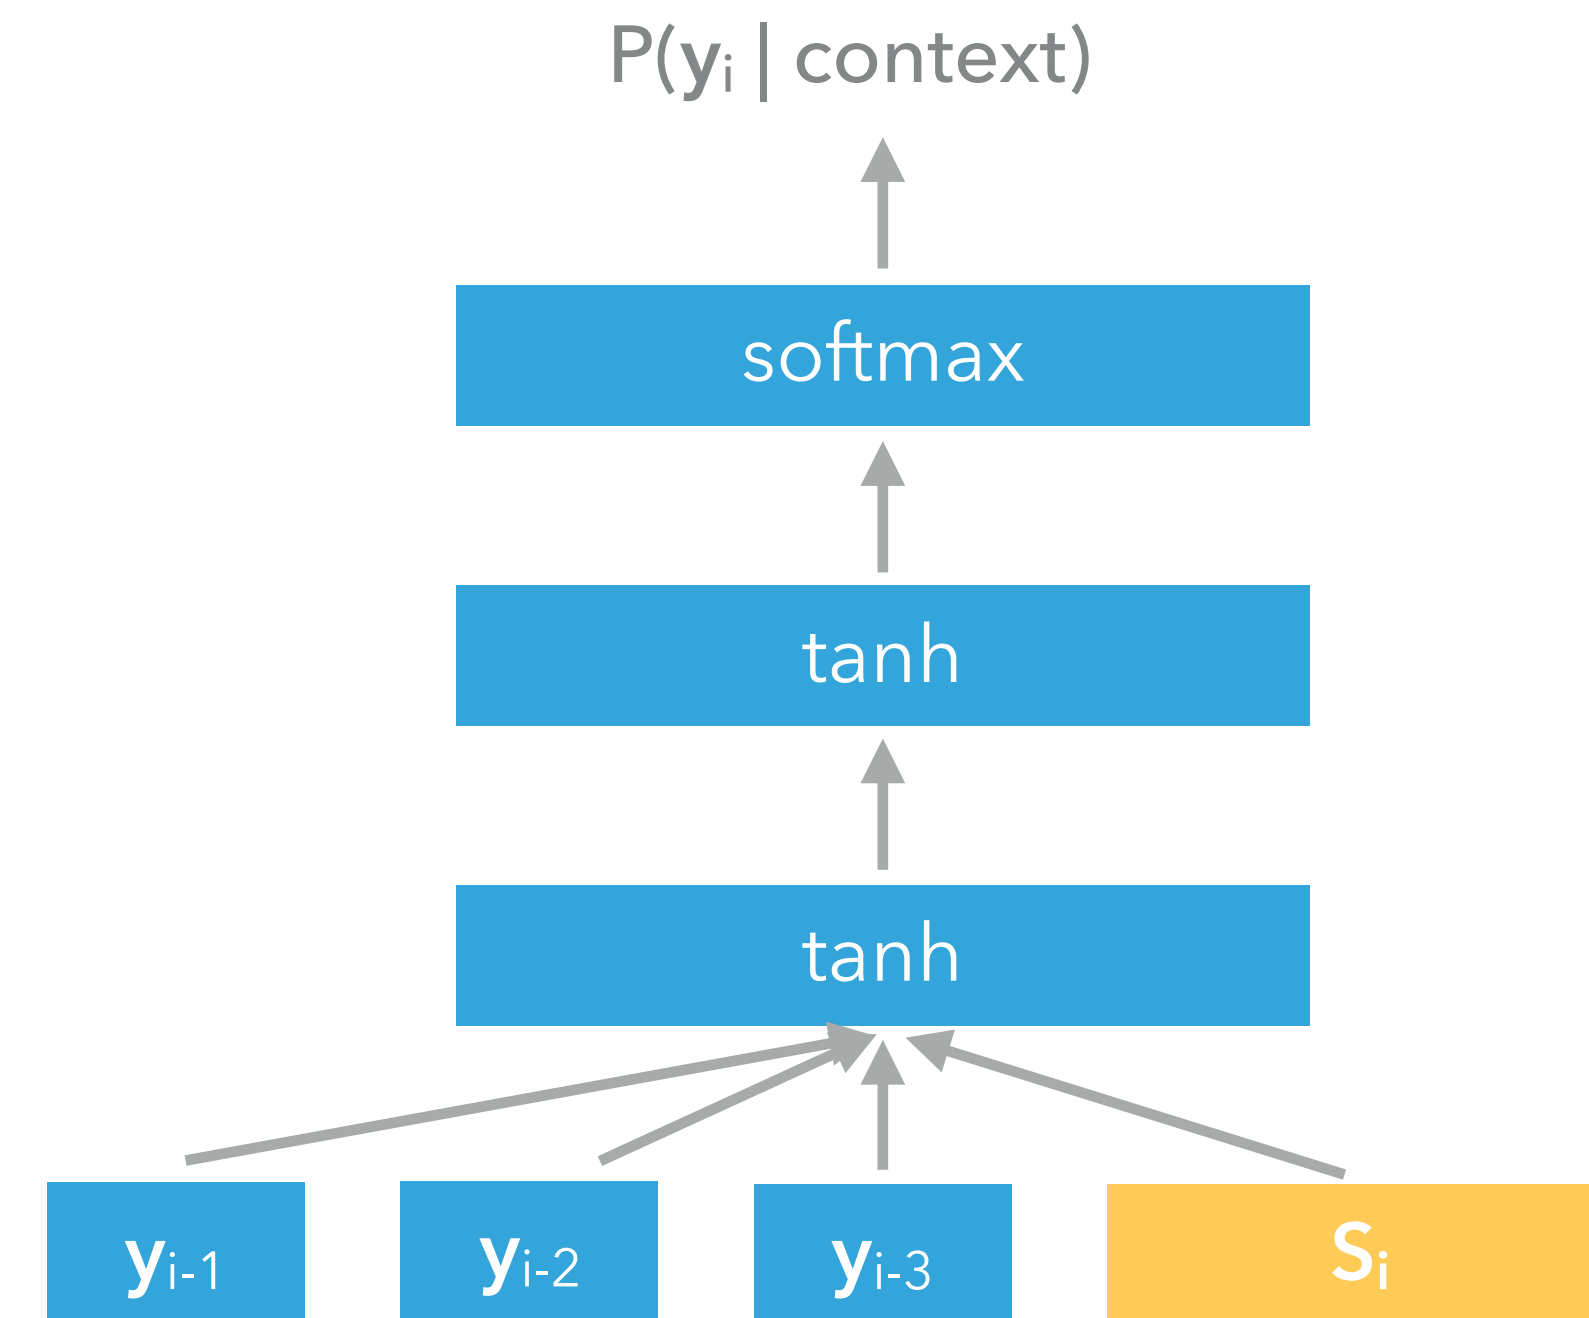 P(yi | context)
softmax
tanh
tanh
yi-1 yi-2 yi-3 Si